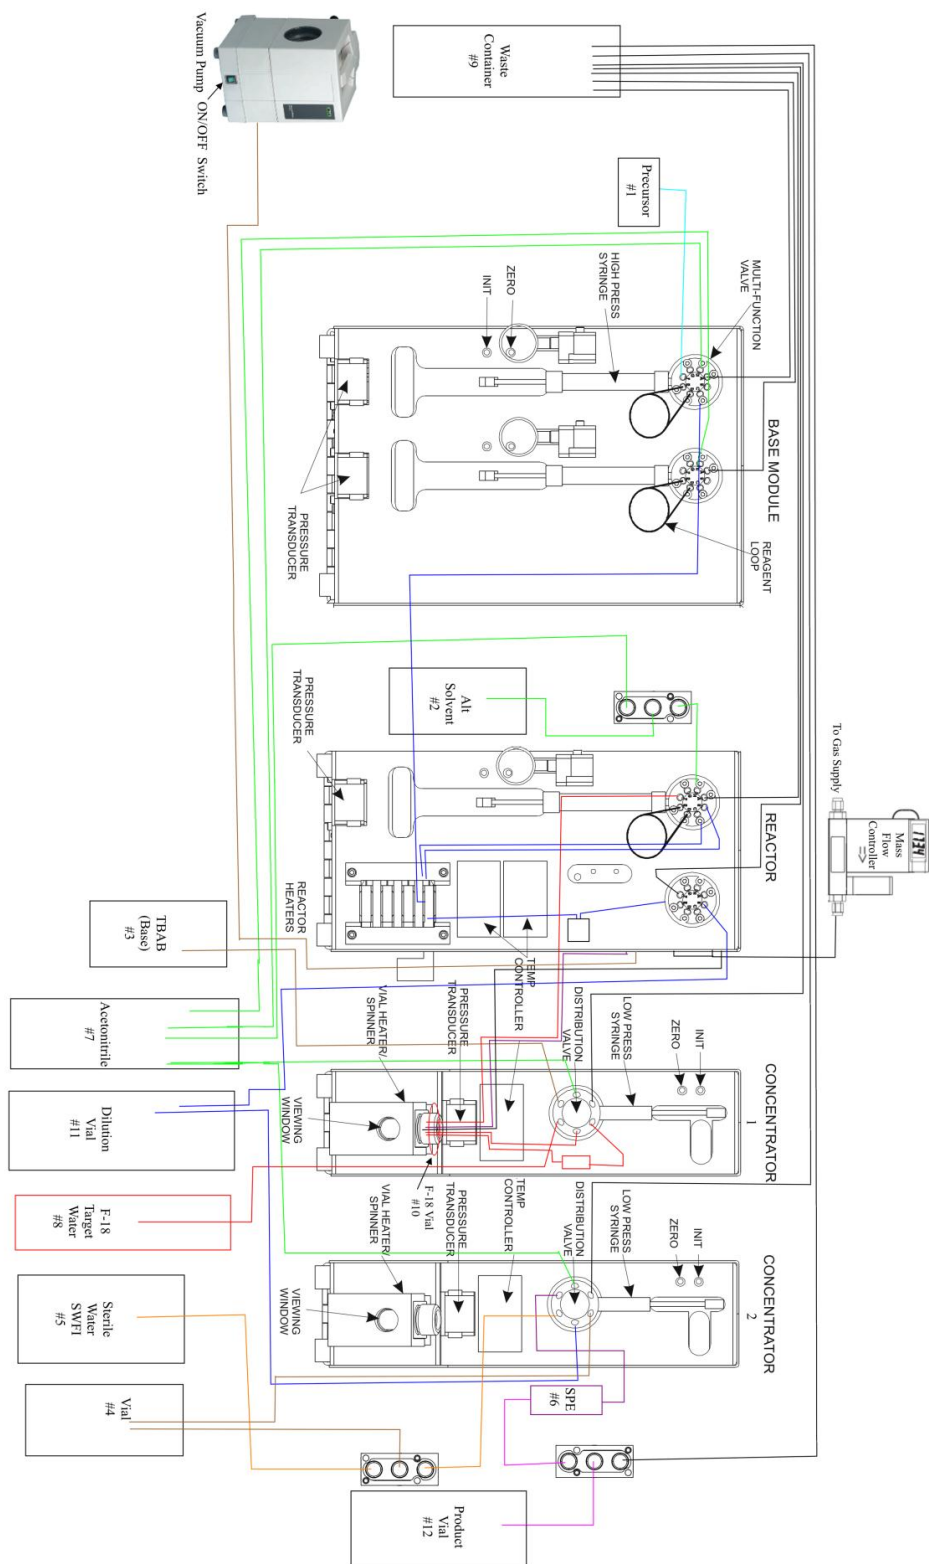 Vacuum Pump ON/OFF Switch
Waste
Container
#9
Precursor
#1
MULTI-FUNCTION
VALVE
HIGH PRESS
SYRINGE
ZERO
INIT
BASE MODULE
REAGENT
LOOP
PRESSURE
TRANSDUCER
Alt
Solvent
#2
PRESSURE
TRANSDUCER
To Gas Supply
1734
Mass
Flow
Controller
=>
REACTOR
REACTOR
HEATERS
TEMP
CONTROLLER
TBAB
(Base)
#3
Acetonitrile
#7
Dilution
Vial
#11
F-18
Target
Water
#8
Sterile
Water
SWFI
#5
Vial
#4
CONCENTRATOR
1
INIT
ZERO
LOW PRESS
SYRINGE
DISTRIBUTION
VALVE
TEMP
CONTROLLER
PRESSURE
TRANSDUCER
VIAL HEATER/
SPINNER
VIEWING
WINDOW
F-18 Vial
#10
CONCENTRATOR
2
INIT
ZERO
LOW PRESS
SYRINGE
DISTRIBUTION
VALVE
TEMP
CONTROLLER
PRESSURE
TRANSDUCER
VIAL HEATER/
SPINNER
VIEWING
WINDOW
SPE
#6
Product
Vial
#12